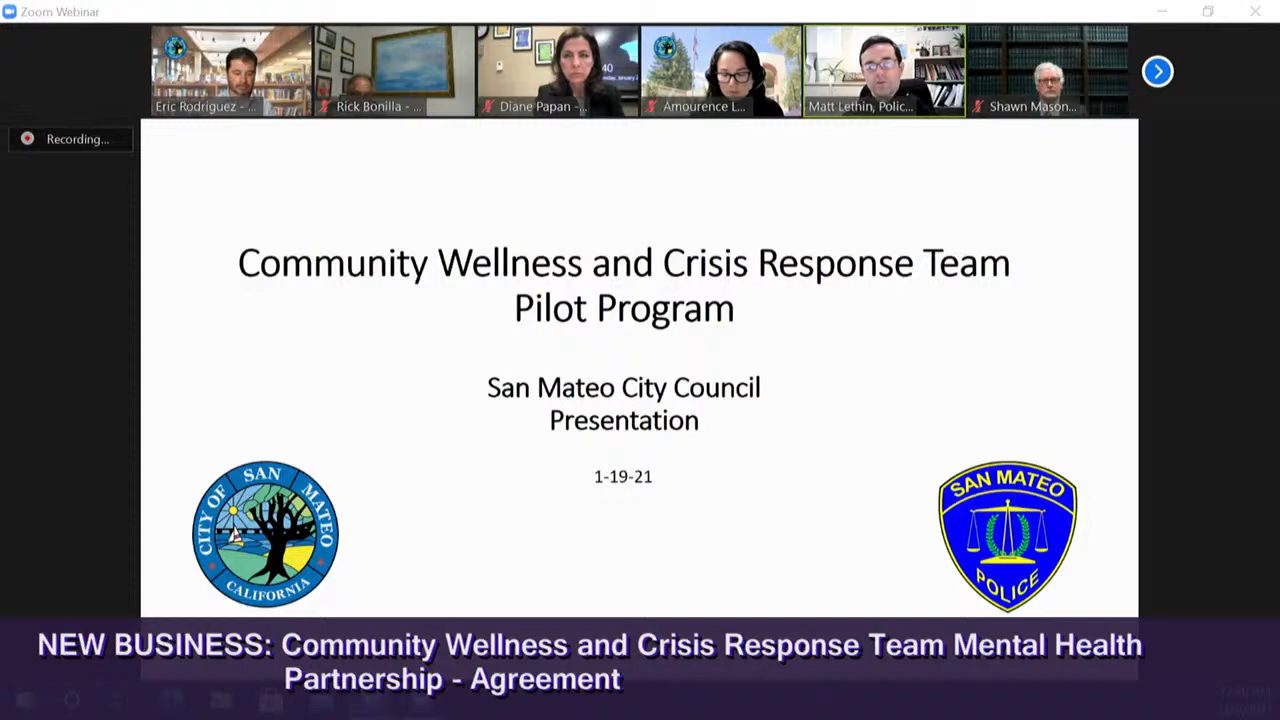 Zoom Webinar
Eric Rodriguez - ...
Rick Bonilla - ...
Diane Papan -...
Amourence L...
Matt Lethin, Polic...
Shawn Mason...
Recording...
Community Wellness and Crisis Response Team
Pilot Program
San Mateo City Council
Presentation
1-19-21
CITY OF SAN MATEO
CALIFORNIA
SAN MATEO
POLICE
NEW BUSINESS: Community Wellness and Crisis Response Team Mental Health
Partnership - Agreement